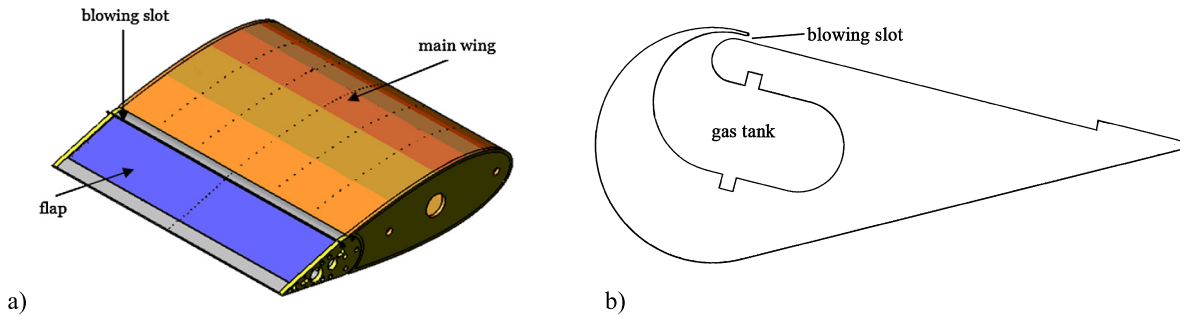 blowing slot
main wing
flap
a)
blowing slot
gas tank
b)